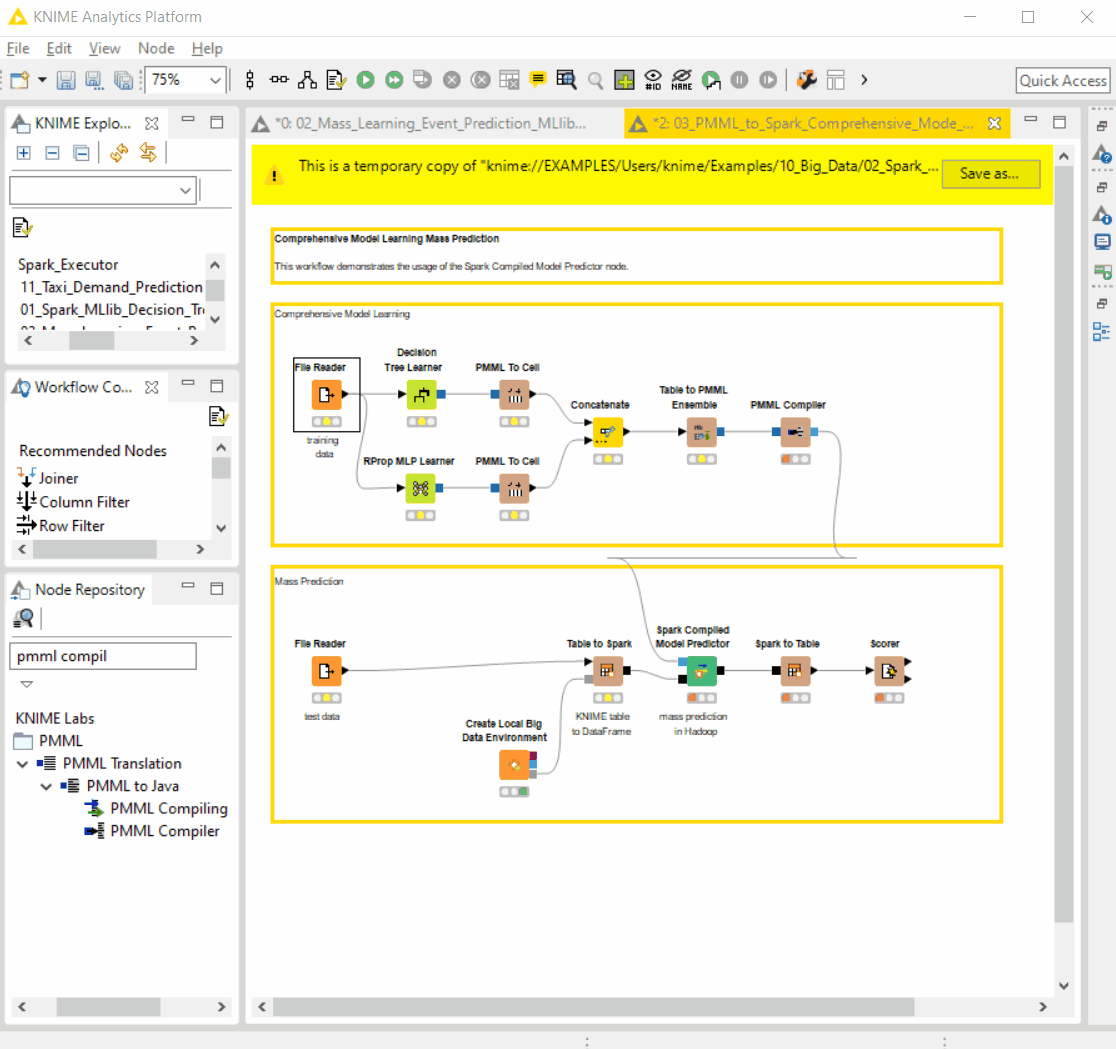 KNIME Analytics Platform
File Edit View Node Help
75%
#ID
NAME
Quick Access
KNIME Explo...
*0: 02_Mass_Learning_Event_Prediction_MLlib...
*2: 03_PMML_to_Spark_Comprehensive_Mode_...
This is a temporary copy of "knime://EXAMPLES/Users/knime/Examples/10_Big_Data/02_Spark_...
Save as...
Spark_Executor
11_Taxi_Demand_Prediction
01_Spark_MLlib_Decision_Tre
Workflow Co...
Recommended Nodes
Joiner
Column Filter
Row Filter
Node Repository
pmml compil
KNIME Labs
PMML
PMML Translation
PMML to Java
PMML Compiling
PMML Compiler
Comprehensive Model Learning Mass Prediction
This workflow demonstrates the usage of the Spark Compiled Model Predictor node.
Comprehensive Model Learning
File Reader
training
data
Decision
Tree Learner
PMML To Cell
RProp MLP Learner
PMML To Cell
Concatenate
Table to PMML
Ensemble
PMML Compiler
Mass Prediction
File Reader
test data
Create Local Big
Data Environment
Table to Spark
KNIME table
to DataFrame
Spark Compiled
Model Predictor
mass prediction
in Hadoop
Spark to Table
Scorer